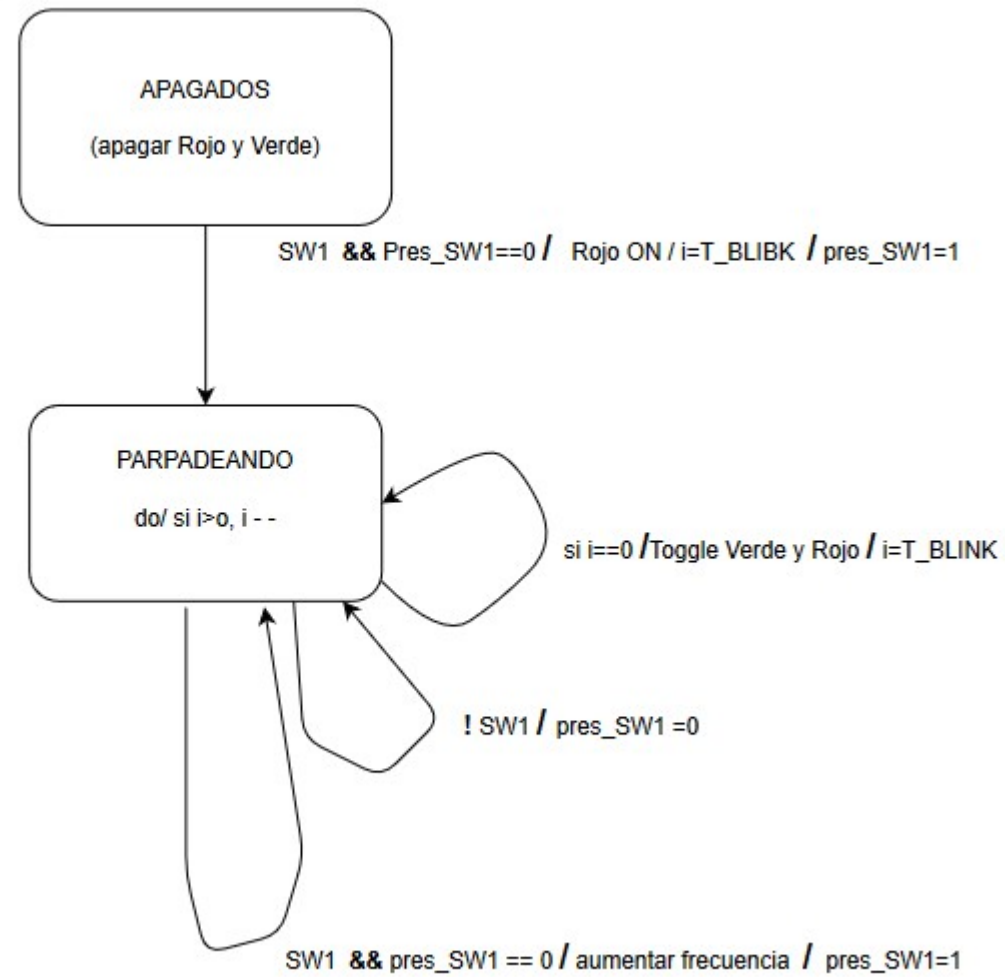 APAGADOS
(apagar Rojo y Verde)
SW1 && Pres_SW1==0 / Rojo ON / i=T_BLIBK / pres_SW1=1
PARPADEANDO
do/ si i>o, i - -
si i==0 /Toggle Verde y Rojo / i=T_BLINK
! SW1 / pres_SW1 =0
SW1 && pres_SW1 == 0 / aumentar frecuencia / pres_SW1=1